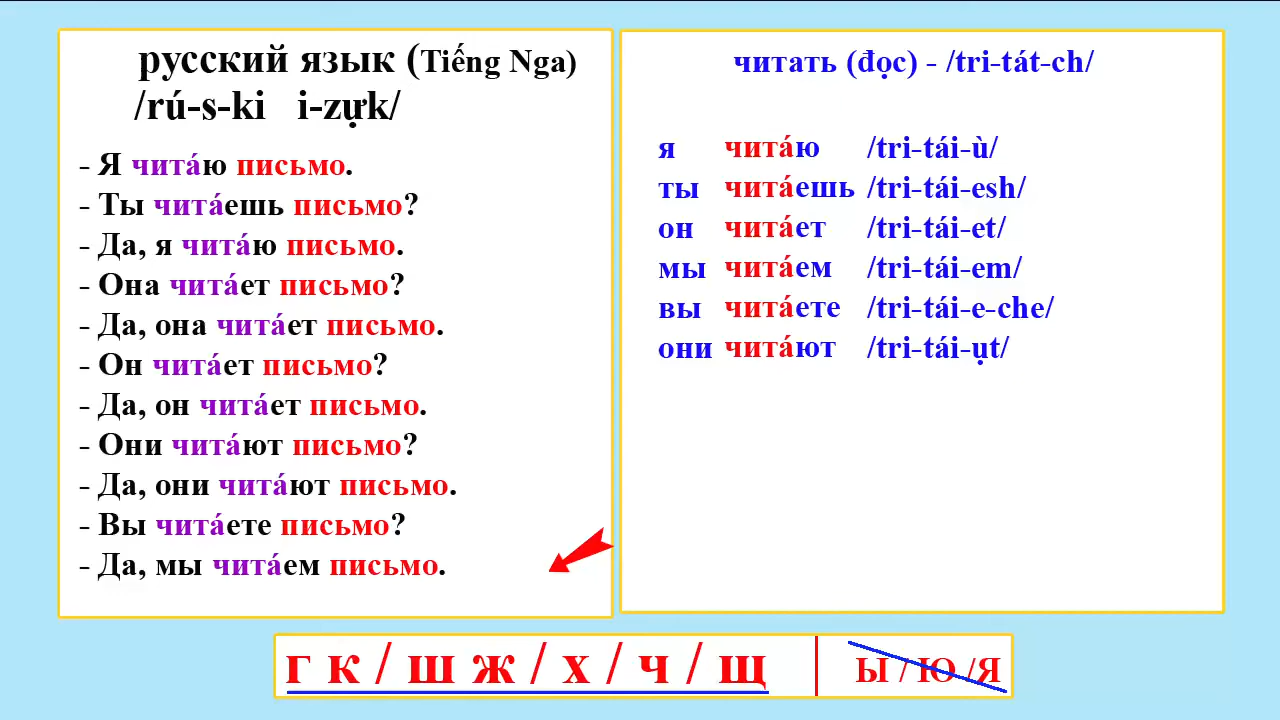 русский язык (Tiếng Nga)
/rú-s-ki i-zựk/
- Я читáю письмо.
- Ты читáешь письмо?
- Да, я читáю письмо.
- Она читáет письмо?
- Да, она читáет письмо.
- Он читáет письмо?
- Да, он читáет письмо.
- Они читáют письмо?
- Да, они читáют письмо.
- Вы читáете письмо?
- Да, мы читáем письмо.
читать (đọc) - /tri-tát-ch/
я читáю /tri-tái-ù/
ты читáешь /tri-tái-esh/
он читáет /tri-tái-et/
мы читáем /tri-tái-em/
вы читáете /tri-tái-e-che/
они читáют /tri-tái-ụt/
г к / ш ж / х / ч / щ
Ы / Ю /Я